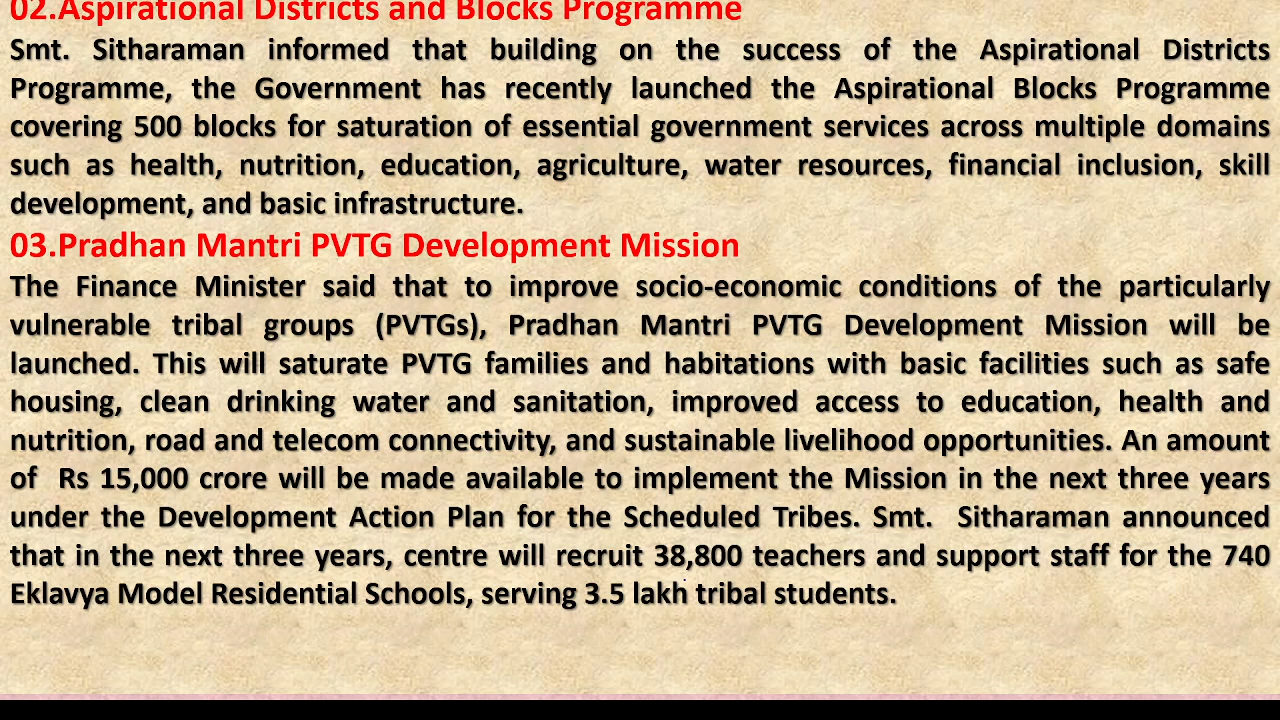 02.Aspirational Districts and Blocks Programme
Smt. Sitharaman informed that building on the success of the Aspirational Districts
Programme, the Government has recently launched the Aspirational Blocks Programme
covering 500 blocks for saturation of essential government services across multiple domains
such as health, nutrition, education, agriculture, water resources, financial inclusion, skill
development, and basic infrastructure.
03.Pradhan Mantri PVTG Development Mission
The Finance Minister said that to improve socio-economic conditions of the particularly
vulnerable tribal groups (PVTGs), Pradhan Mantri PVTG Development Mission will be
launched. This will saturate PVTG families and habitations with basic facilities such as safe
housing, clean drinking water and sanitation, improved access to education, health and
nutrition, road and telecom connectivity, and sustainable livelihood opportunities. An amount
of Rs 15,000 crore will be made available to implement the Mission in the next three years
under the Development Action Plan for the Scheduled Tribes. Smt. Sitharaman announced
that in the next three years, centre will recruit 38,800 teachers and support staff for the 740
Eklavya Model Residential Schools, serving 3.5 lakh tribal students.